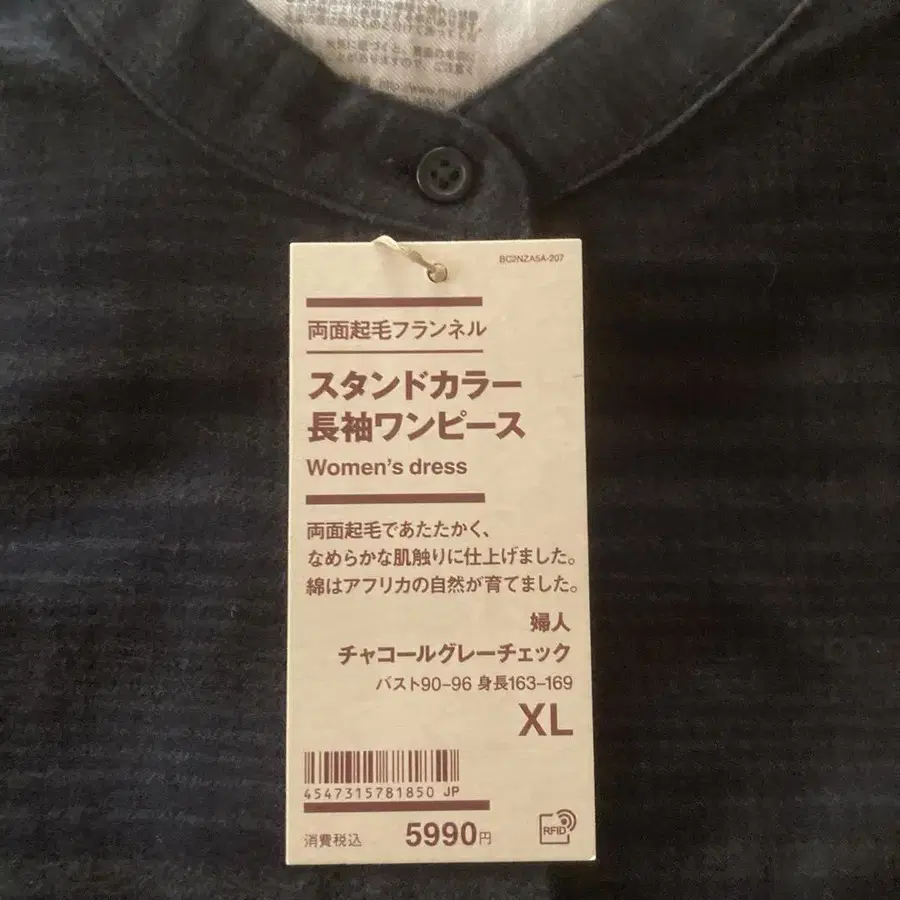 BC2NZA5A-207
両面起毛フランネル
スタンドカラー
長袖ワンピース
Women's dress
両面起毛であたたかく、
なめらかな肌触りに仕上げました。
綿はアフリカの自然が育てました。
婦人
チャコールグレーチェック
バスト90-96 身長163-169
XL
4547315781850 JP
消費税込 5990円
RFID